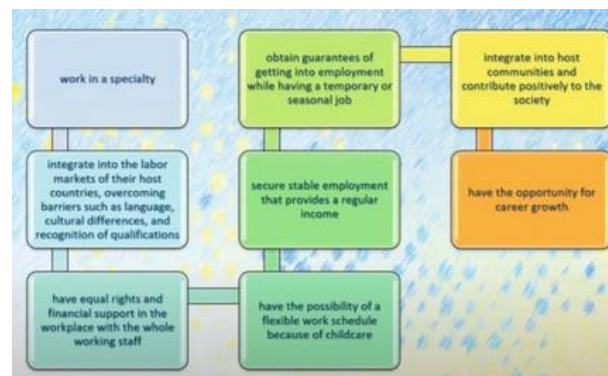 work in a specialty
integrate into the labor
markets of their host
countries, overcoming
barriers such as language,
cultural differences, and
recognition of qualifications
have equal rights and
financial support in the
workplace with the whole
working staff
have the possibility of a
flexible work schedule
because of childcare
secure stable employment
that provides a regular
income
obtain guarantees of
getting into employment
while having a temporary or
seasonal job
integrate into host
communities and
contribute positively to the
society
have the opportunity for
career growth